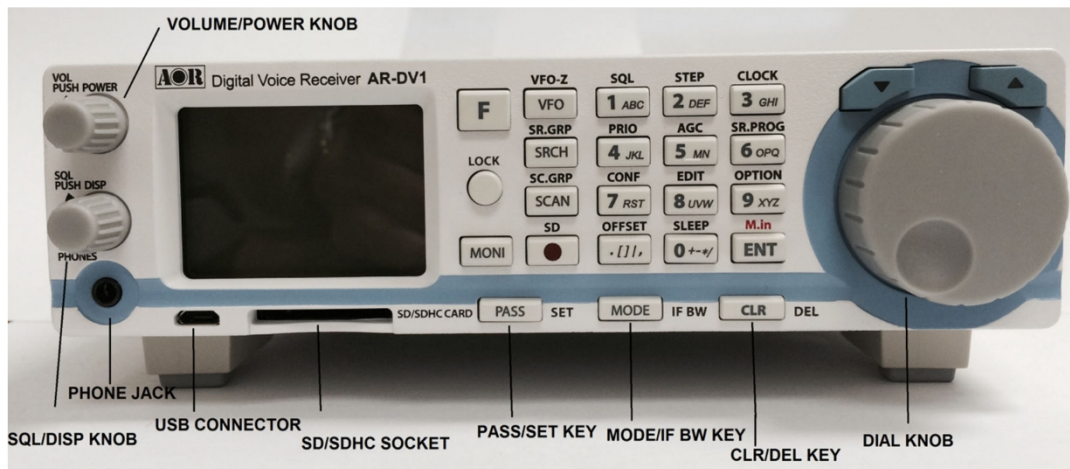 VOLUME/POWER KNOB
VOL
PUSH POWER
AOR Digital Voice Receiver AR-DV1
VFO-Z SQL STEP CLOCK
F VFO 1 ABC 2 DEF 3 GHI
SR.GRP PRIO AGC SR.PROG
LOCK SRCH 4 JKL 5 MN 6 OPQ
SQL
PUSH DISP
SC.GRP CONF EDIT OPTION
SCAN 7 RST 8 UVW 9 XYZ
SD OFFSET SLEEP M.in
MONI .[]|, 0 +-*/ ENT
PHONES
SD/SDHC CARD PASS SET MODE IF BW CLR DEL
PHONE JACK
USB CONNECTOR
SQL/DISP KNOB
SD/SDHC SOCKET
PASS/SET KEY
MODE/IF BW KEY
CLR/DEL KEY
DIAL KNOB